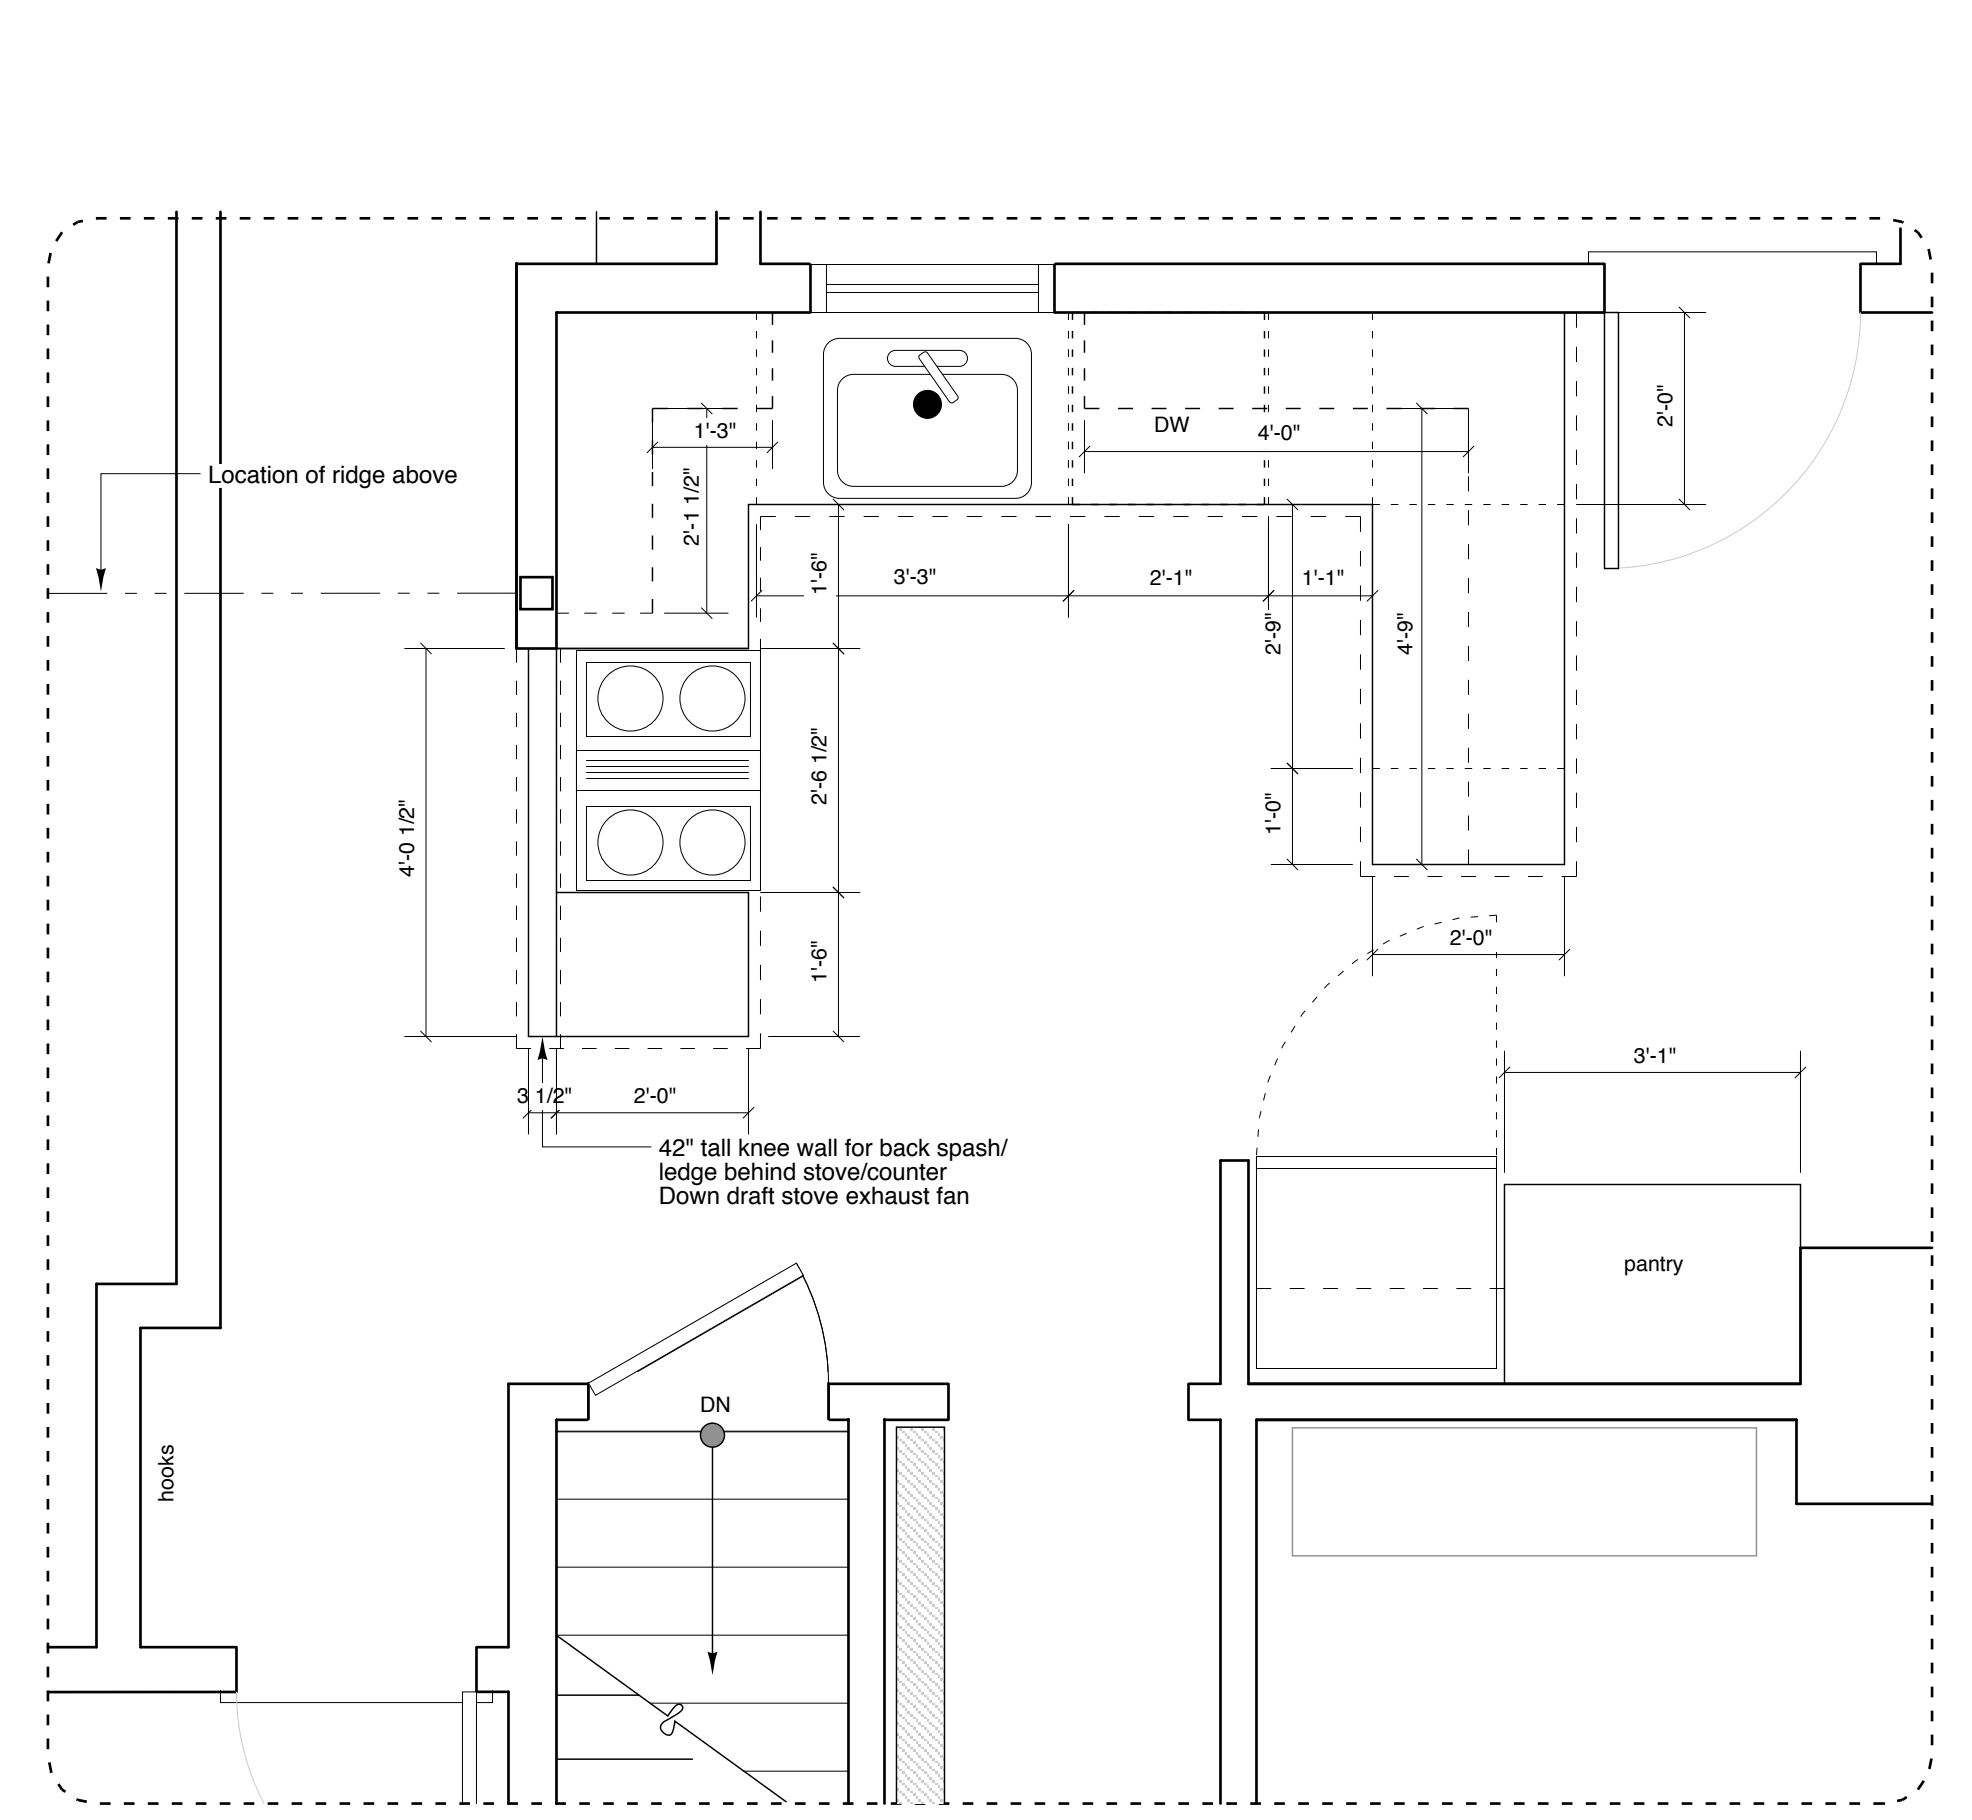 2'-0"
1'-3"
DW
4'-0"
Location of ridge above
2'-1 1/2"
1'-6"
3'-3"
2'-1"
1'-1"
2'-9"
4'-9"
2'-6 1/2"
4'-0 1/2"
1'-0"
1'-6"
2'-0"
3'-1"
3 1/2"
2'-0"
42" tall knee wall for back spash/
ledge behind stove/counter
Down draft stove exhaust fan
pantry
DN
hooks